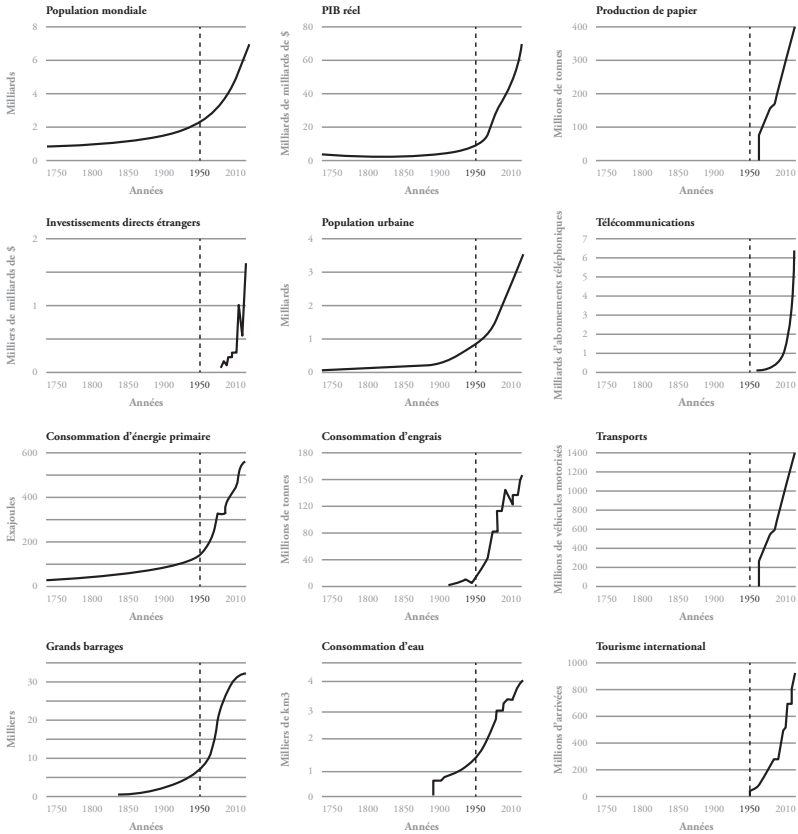 Population mondiale
Milliards
8
6
4
2
0
1750 1800 1850 1900 1950 2010
Années
PIB réel
Milliards de milliards de $
80
60
40
20
0
1750 1800 1850 1900 1950 2010
Années
Production de papier
Millions de tonnes
400
300
200
100
0
1750 1800 1850 1900 1950 2010
Années
Investissements directs étrangers
Milliers de milliards de $
2
1
0
1750 1800 1850 1900 1950 2010
Années
Population urbaine
Milliards
4
3
2
1
0
1750 1800 1850 1900 1950 2010
Années
Télécommunications
Milliards d’abonnements téléphoniques
7
6
5
4
3
2
1
0
1750 1800 1850 1900 1950 2010
Années
Consommation d’énergie primaire
Exajoules
600
400
200
0
1750 1800 1850 1900 1950 2010
Années
Consommation d’engrais
Millions de tonnes
180
150
120
80
40
0
1750 1800 1850 1900 1950 2010
Années
Transports
Millions de véhicules motorisés
1400
1200
1000
800
600
400
200
0
1750 1800 1850 1900 1950 2010
Années
Grands barrages
Milliers
30
20
10
0
1750 1800 1850 1900 1950 2010
Années
Consommation d’eau
Milliers de km3
4
3
2
1
0
1750 1800 1850 1900 1950 2010
Années
Tourisme international
Millions d’arrivées
1000
800
600
400
200
0
1750 1800 1850 1900 1950 2010
Années